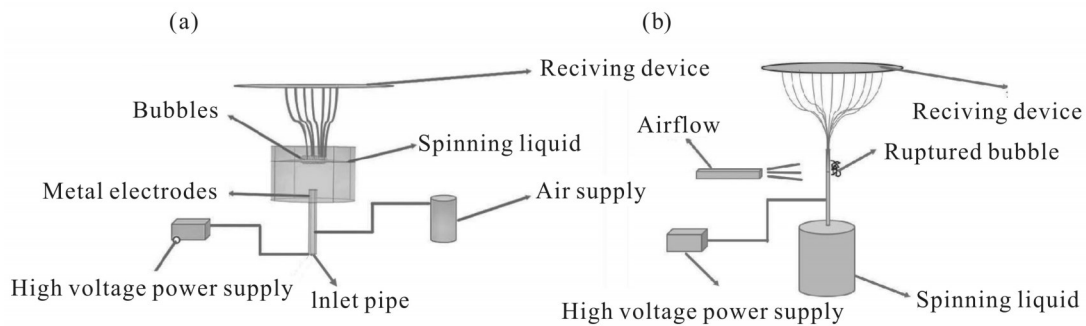 (a)
Reciving device
Bubbles
Spinning liquid
Metal electrodes
Air supply
High voltage power supply
Inlet pipe
(b)
Airflow
Reciving device
Ruptured bubble
High voltage power supply
Spinning liquid